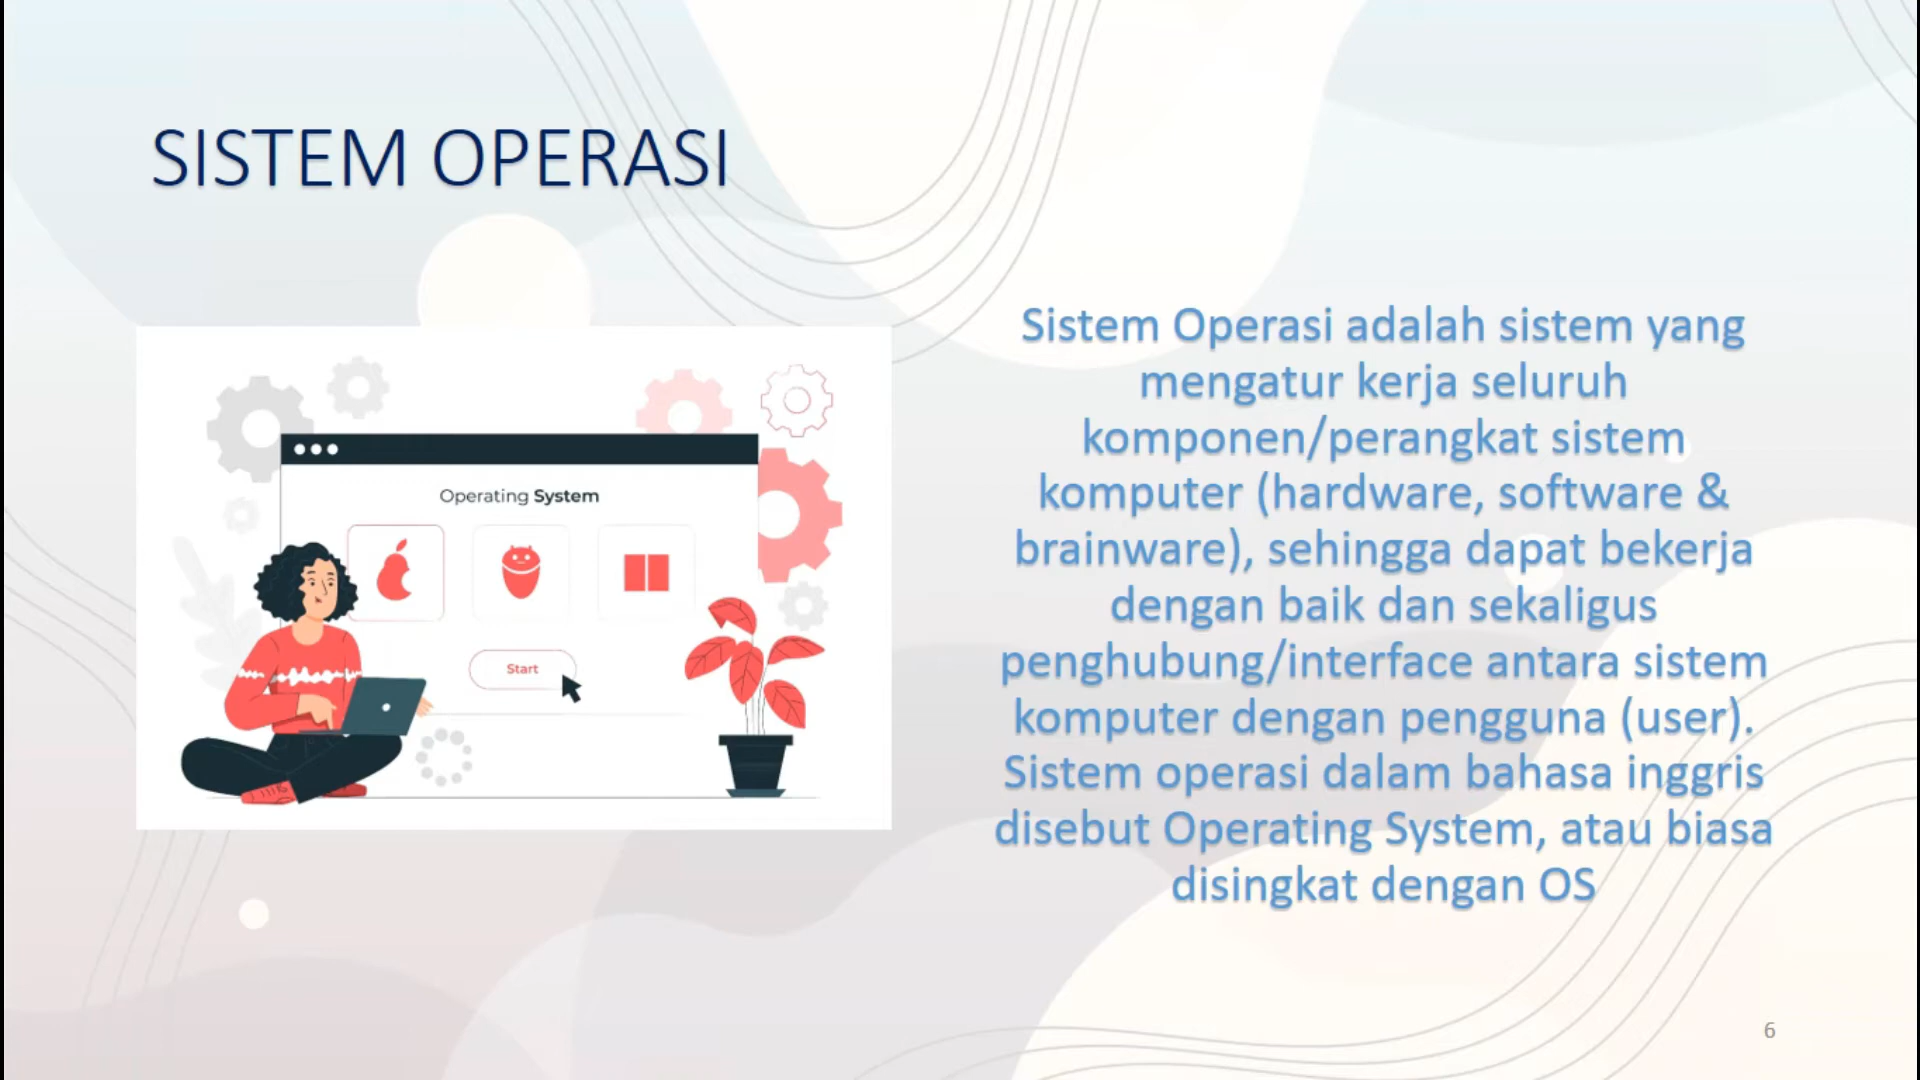 SISTEM OPERASI
Operating System
Start
Sistem Operasi adalah sistem yang
mengatur kerja seluruh
komponen/perangkat sistem
komputer (hardware, software &
brainware), sehingga dapat bekerja
dengan baik dan sekaligus
penghubung/interface antara sistem
komputer dengan pengguna (user).
Sistem operasi dalam bahasa inggris
disebut Operating System, atau biasa
disingkat dengan OS
6